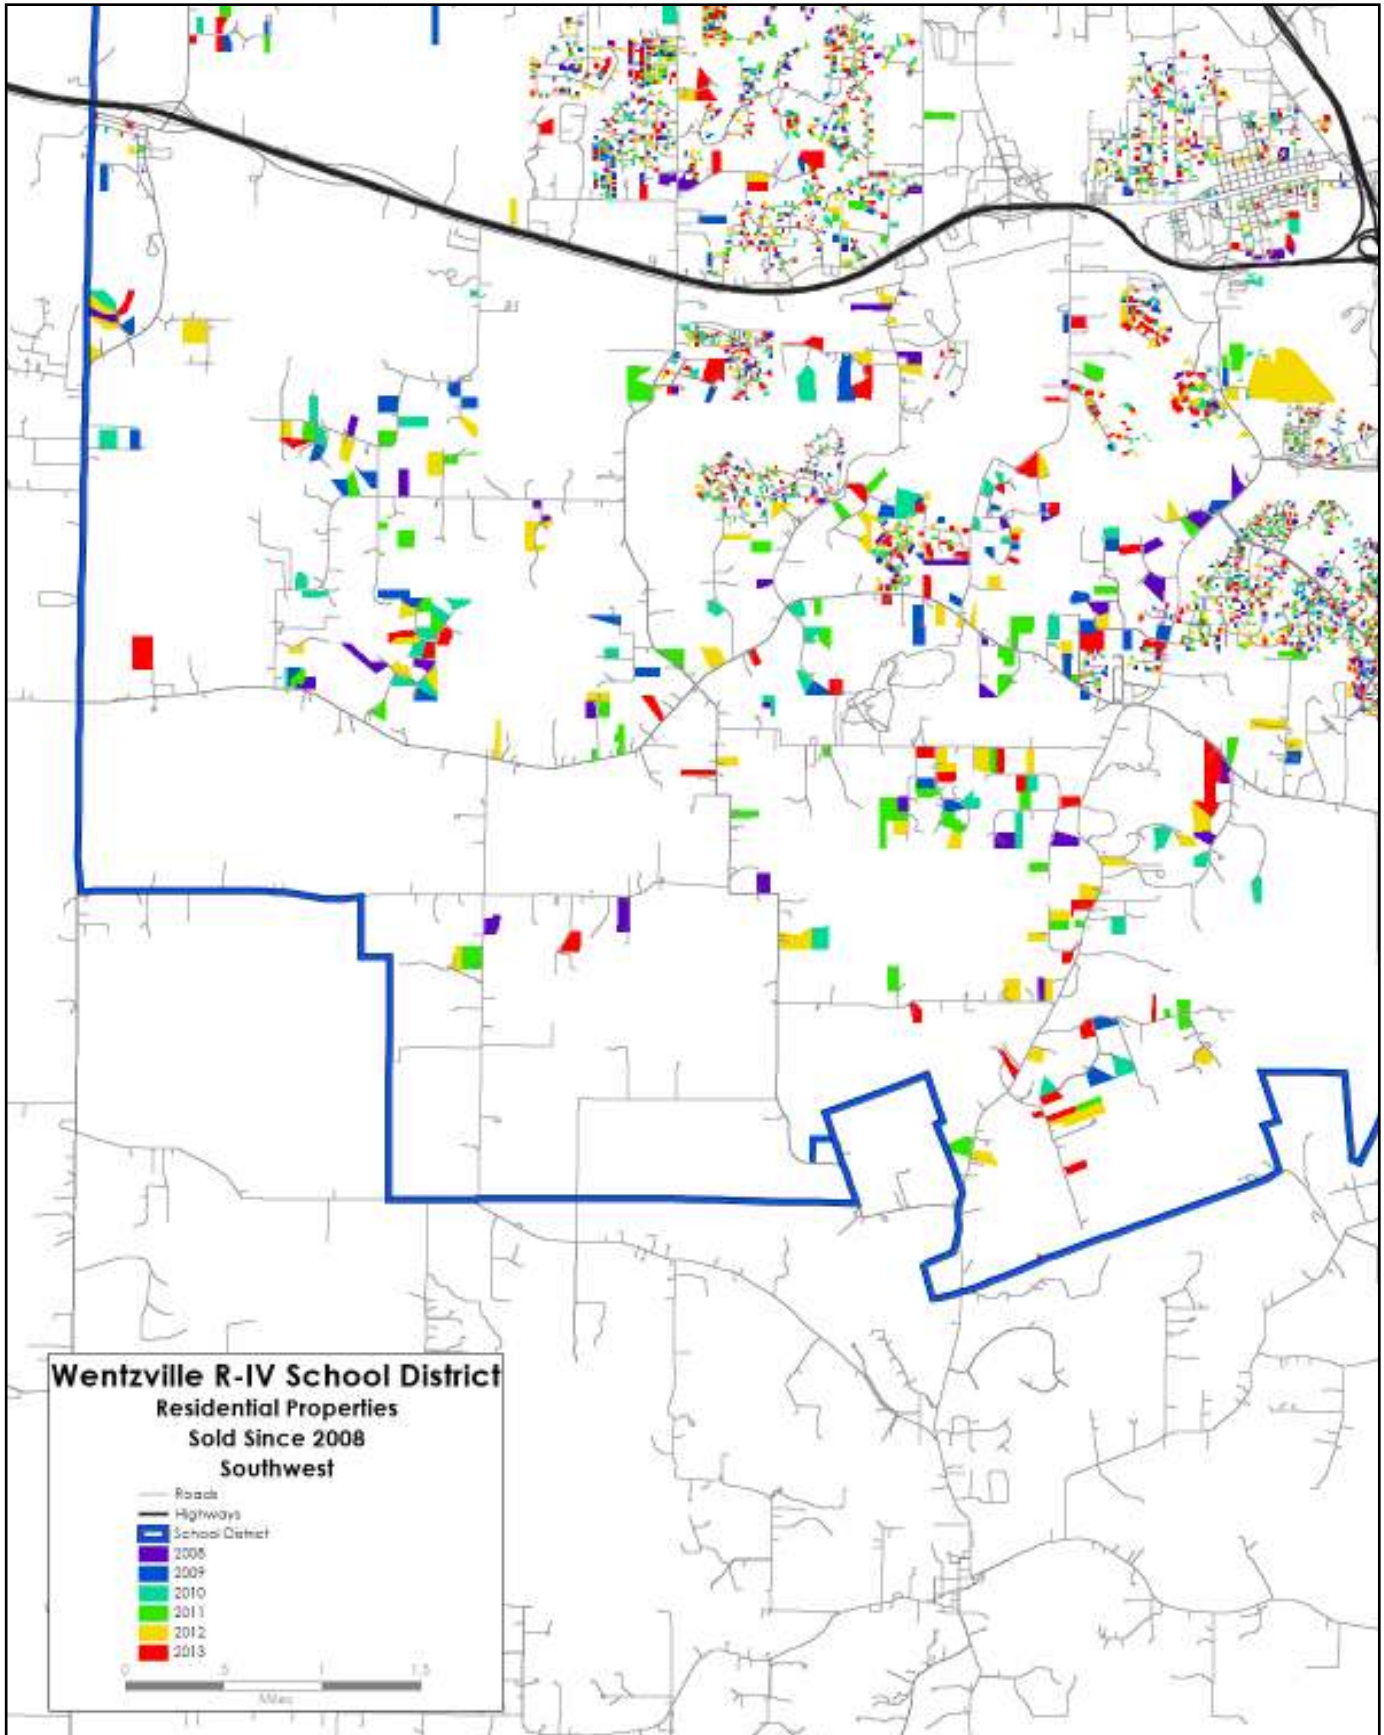 Wentzville R-IV School District
Residential Properties
Sold Since 2008
Southwest
Roads
Highways
School District
2008
2009
2010
2011
2012
2013
0 .5 1 1.5
Miles